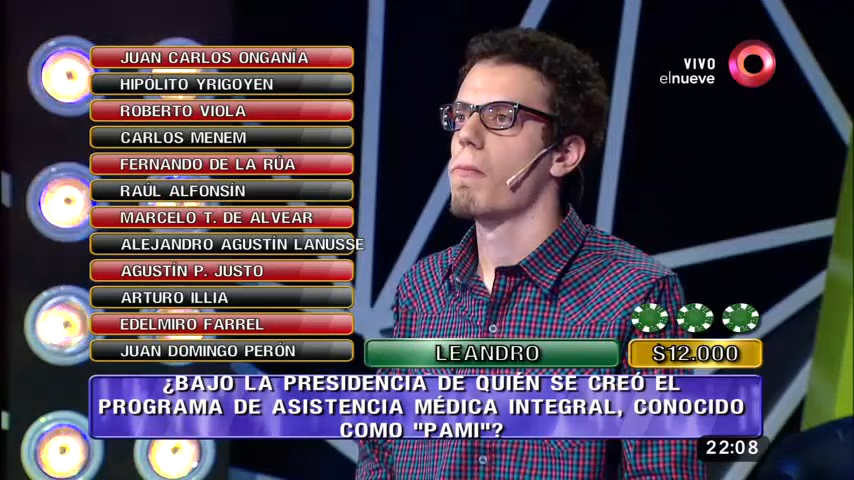 JUAN CARLOS ONGANÍA
HIPÓLITO YRIGOYEN
ROBERTO VIOLA
CARLOS MENEM
FERNANDO DE LA RÚA
RAÚL ALFONSÍN
MARCELO T. DE ALVEAR
ALEJANDRO AGUSTÍN LANUSSE
AGUSTÍN P. JUSTO
ARTURO ILLIA
EDELMIRO FARREL
JUAN DOMINGO PERÓN
VIVO
elnueve
LEANDRO
$12.000
¿BAJO LA PRESIDENCIA DE QUIÉN SE CREÓ EL
PROGRAMA DE ASISTENCIA MÉDICA INTEGRAL, CONOCIDO
COMO "PAMI"?
22:08